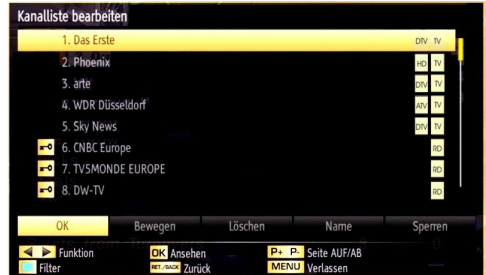 Kanalliste bearbeiten
1. Das Erste DTV TV
2. Phoenix HD TV
3. arte DTV TV
4. WDR Düsseldorf ATV TV
5. Sky News DTV TV
6. CNBC Europe RD
7. TV5MONDE EUROPE RD
8. DW-TV RD
OK Bewegen Löschen Name Sperren
Funktion OK Ansehen P+ P- Seite AUF/AB
Filter RET./BACK Zurück MENU Verlassen